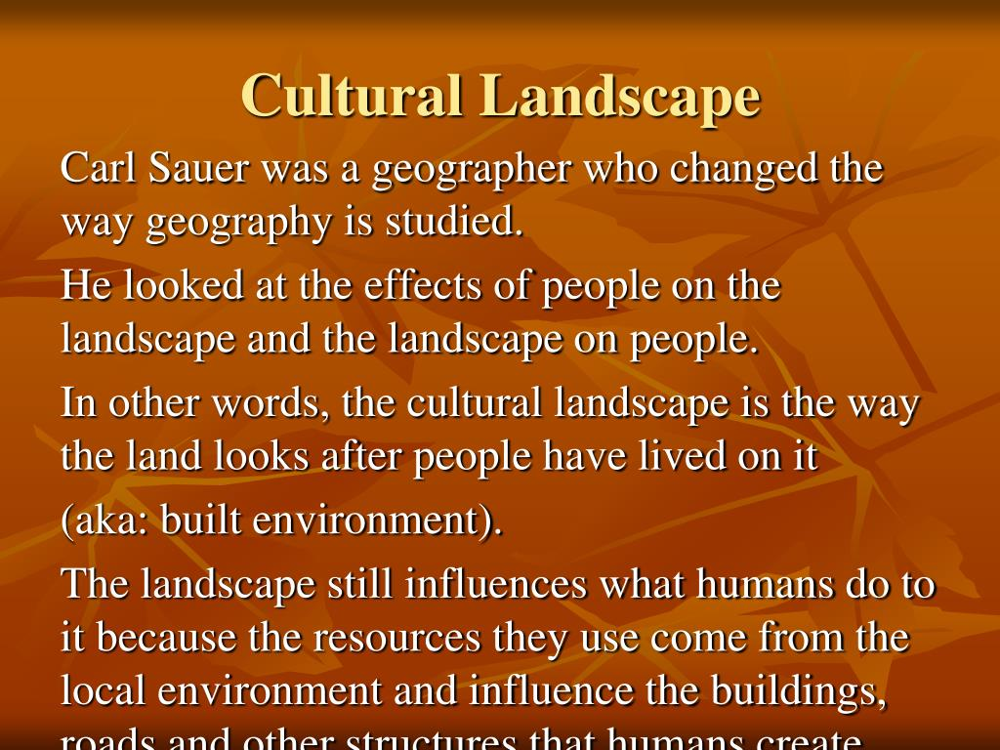 Cultural Landscape
Carl Sauer was a geographer who changed the
way geography is studied.
He looked at the effects of people on the
landscape and the landscape on people.
In other words, the cultural landscape is the way
the land looks after people have lived on it
(aka: built environment).
The landscape still influences what humans do to
it because the resources they use come from the
local environment and influence the buildings,
roads and other structures that humans create